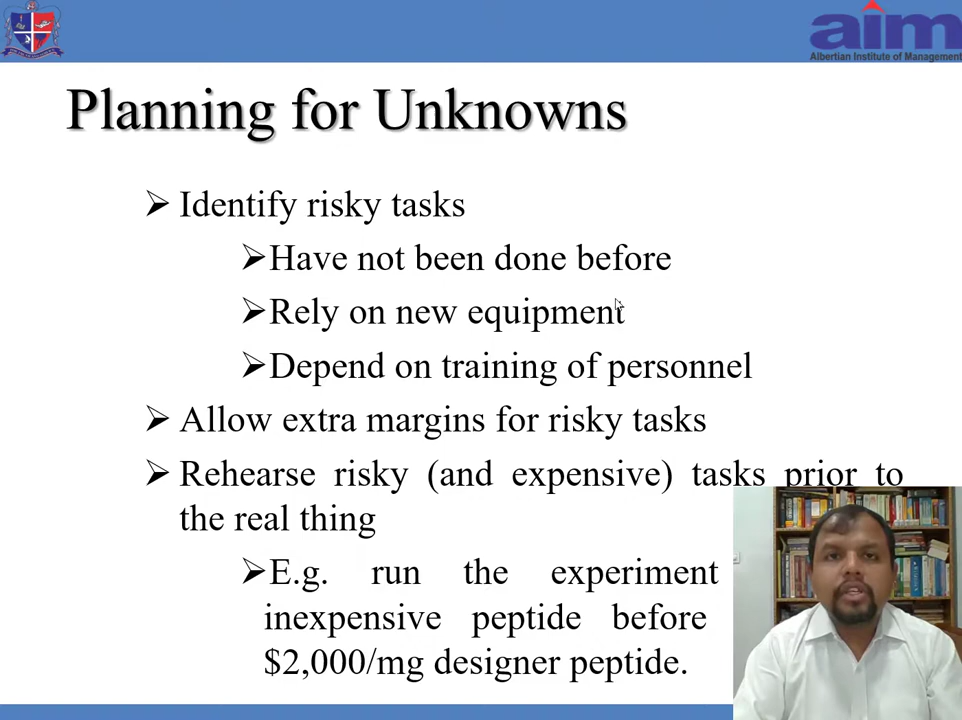 aim
Albertian Institute of Management
Planning for Unknowns
➢ Identify risky tasks
➢Have not been done before
➢Rely on new equipment
➢Depend on training of personnel
➢ Allow extra margins for risky tasks
➢ Rehearse risky (and expensive) tasks prior to
the real thing
➢E.g. run the experiment
inexpensive peptide before
$2,000/mg designer peptide.